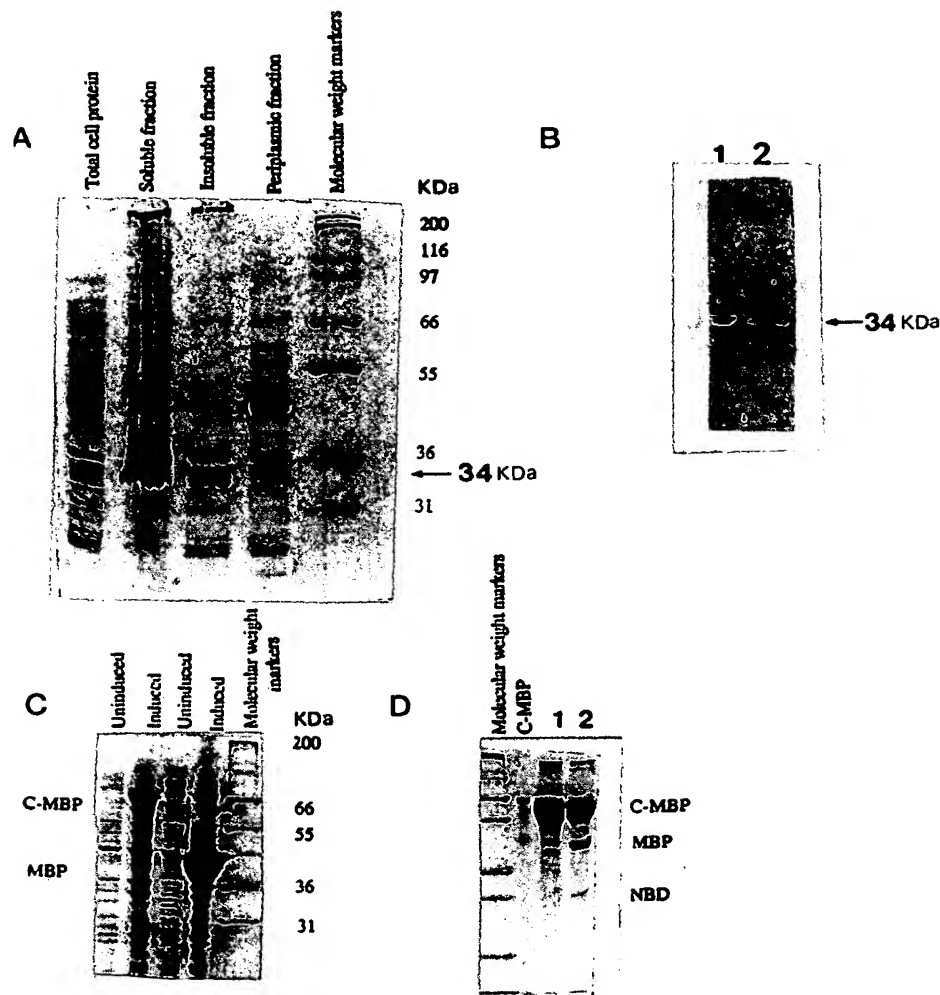 A
Total cell protein
Soluble fraction
Insoluble fraction
Periplasmic fraction
Molecular weight markers
KDa
200
116
97
66
55
36
34 KDa
31
B
1 2
34 KDa
C
Uninduced
Induced
Uninduced
Induced
Molecular weight
markers
KDa
200
C-MBP
66
55
MBP
36
31
D
Molecular weight markers
C-MBP
1 2
C-MBP
MBP
NBD